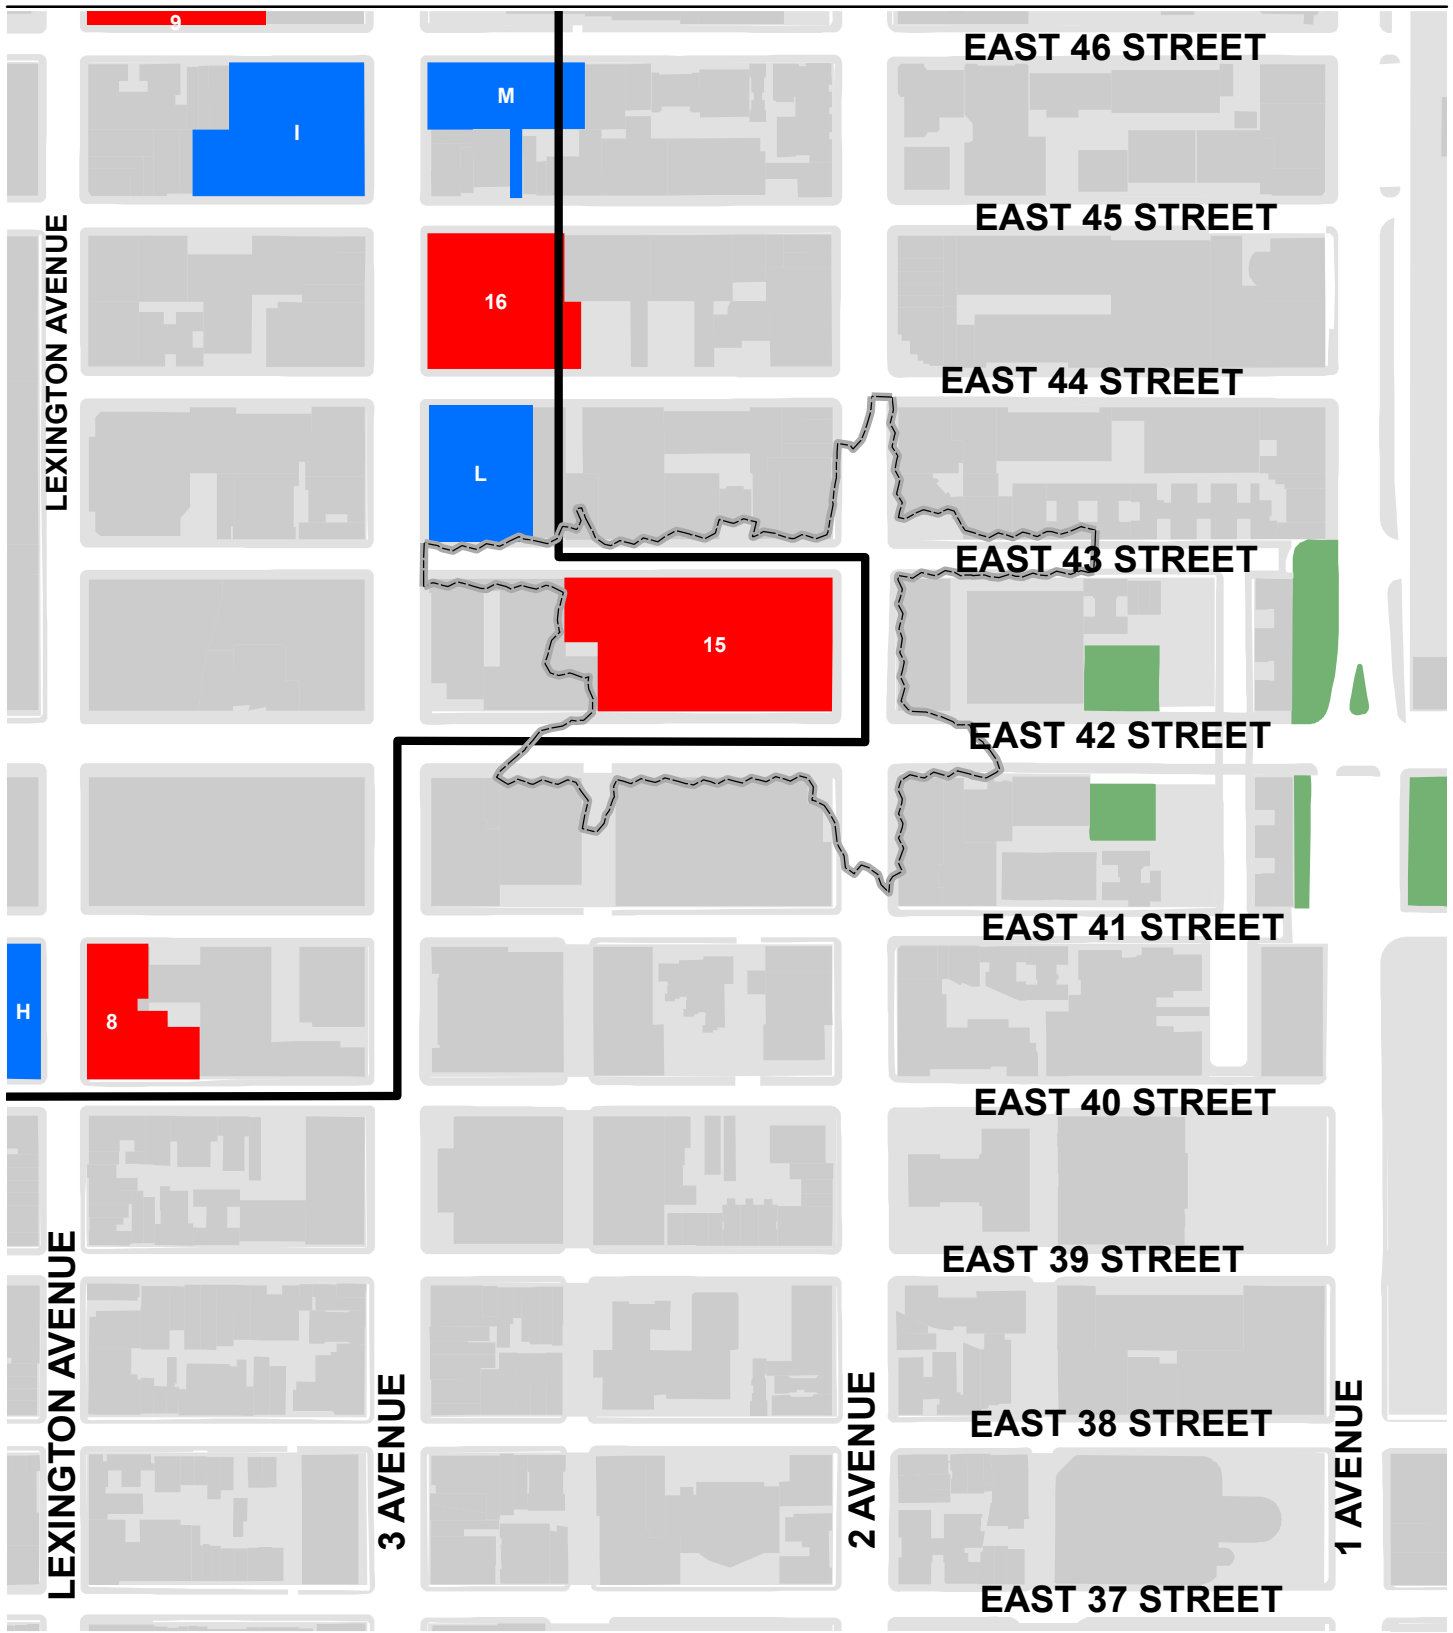 9
EAST 46 STREET
M
I
EAST 45 STREET
LEXINGTON AVENUE
16
EAST 44 STREET
L
EAST 43 STREET
15
EAST 42 STREET
EAST 41 STREET
H
8
EAST 40 STREET
EAST 39 STREET
LEXINGTON AVENUE
3 AVENUE
2 AVENUE
1 AVENUE
EAST 38 STREET
EAST 37 STREET